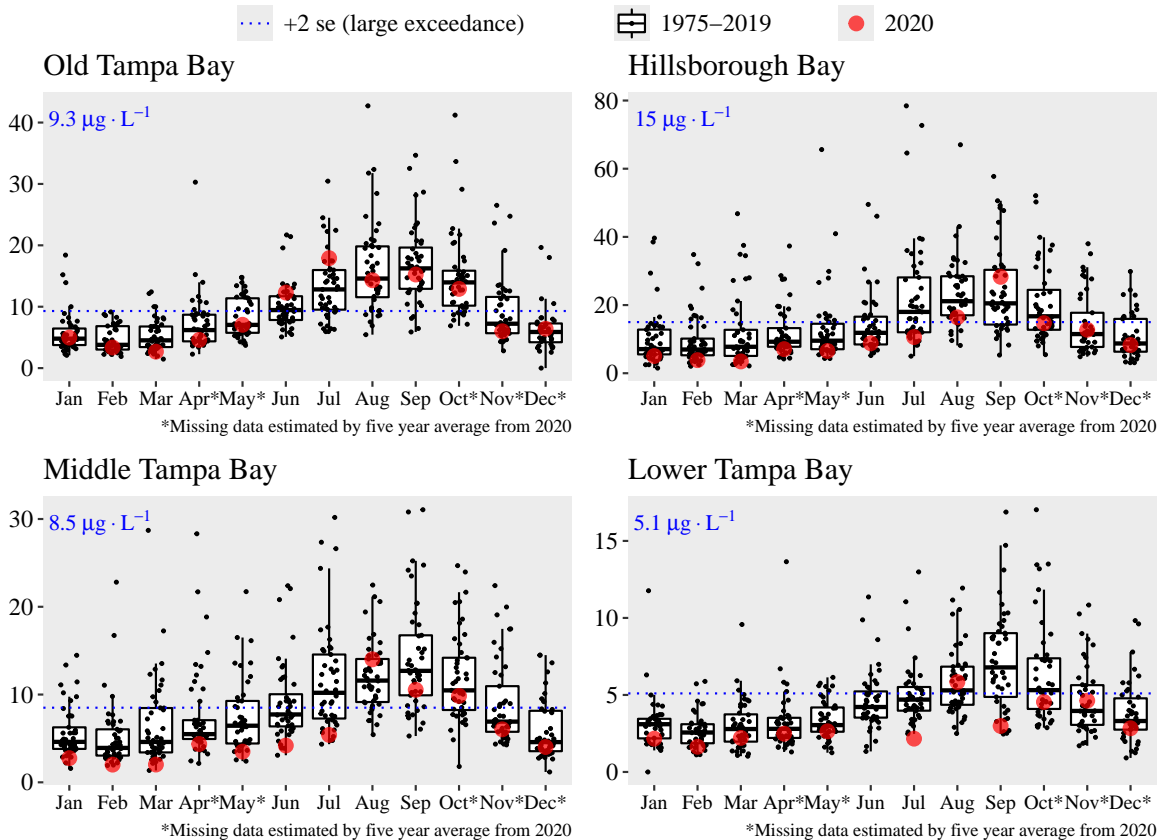 +2 se (large exceedance) 1975–2019 2020
Old Tampa Bay
9.3 μg · L⁻¹
40
30
20
10
0
Jan Feb Mar Apr* May* Jun Jul Aug Sep Oct* Nov* Dec*
*Missing data estimated by five year average from 2020
Hillsborough Bay
15 μg · L⁻¹
80
60
40
20
0
Jan Feb Mar Apr* May* Jun Jul Aug Sep Oct* Nov* Dec*
*Missing data estimated by five year average from 2020
Middle Tampa Bay
8.5 μg · L⁻¹
30
20
10
0
Jan Feb Mar Apr* May* Jun Jul Aug Sep Oct* Nov* Dec*
*Missing data estimated by five year average from 2020
Lower Tampa Bay
5.1 μg · L⁻¹
15
10
5
0
Jan Feb Mar Apr* May* Jun Jul Aug Sep Oct* Nov* Dec*
*Missing data estimated by five year average from 2020